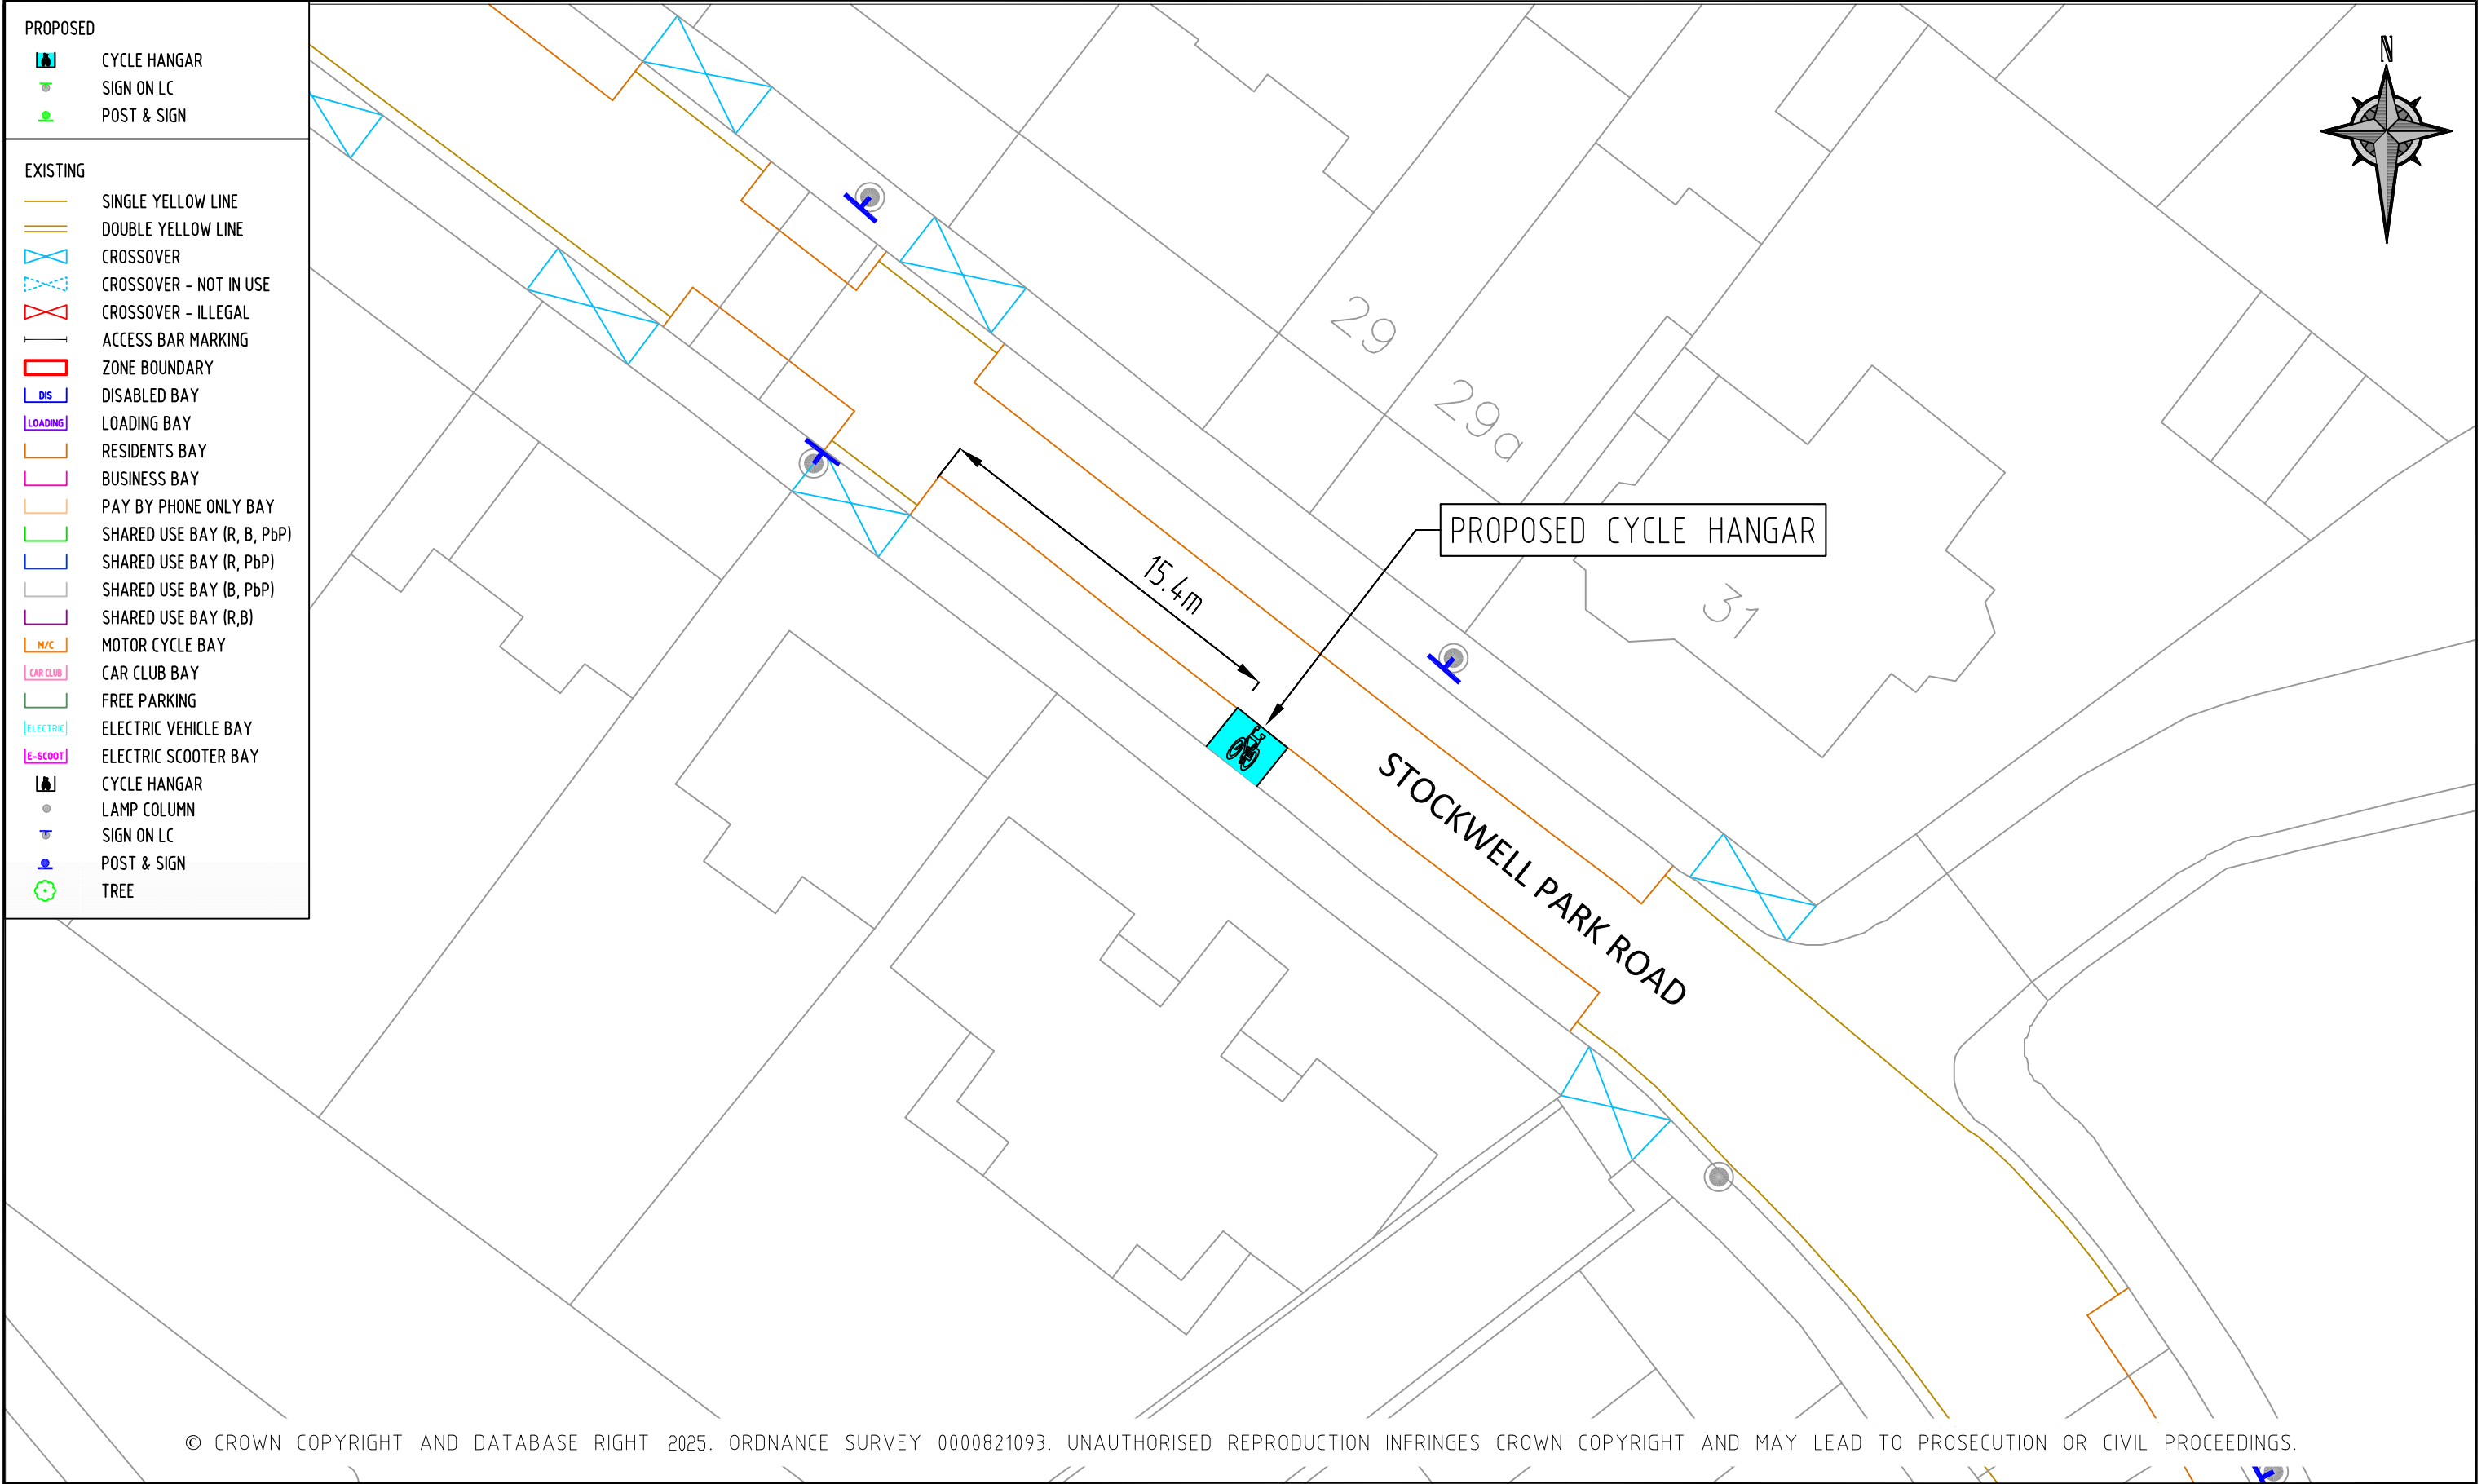 PROPOSED
CYCLE HANGAR
SIGN ON LC
POST & SIGN
EXISTING
SINGLE YELLOW LINE
DOUBLE YELLOW LINE
CROSSOVER
CROSSOVER - NOT IN USE
CROSSOVER - ILLEGAL
ACCESS BAR MARKING
ZONE BOUNDARY
DIS DISABLED BAY
LOADING LOADING BAY
RESIDENTS BAY
BUSINESS BAY
PAY BY PHONE ONLY BAY
SHARED USE BAY (R, B, PbP)
SHARED USE BAY (R, PbP)
SHARED USE BAY (B, PbP)
SHARED USE BAY (R,B)
M/C MOTOR CYCLE BAY
CAR CLUB CAR CLUB BAY
FREE PARKING
ELECTRIC ELECTRIC VEHICLE BAY
E-SCOOT ELECTRIC SCOOTER BAY
CYCLE HANGAR
LAMP COLUMN
SIGN ON LC
POST & SIGN
TREE
N
29
29a
PROPOSED CYCLE HANGAR
15.4m
31
STOCKWELL PARK ROAD
© CROWN COPYRIGHT AND DATABASE RIGHT 2025. ORDNANCE SURVEY 0000821093. UNAUTHORISED REPRODUCTION INFRINGES CROWN COPYRIGHT AND MAY LEAD TO PROSECUTION OR CIVIL PROCEEDINGS.